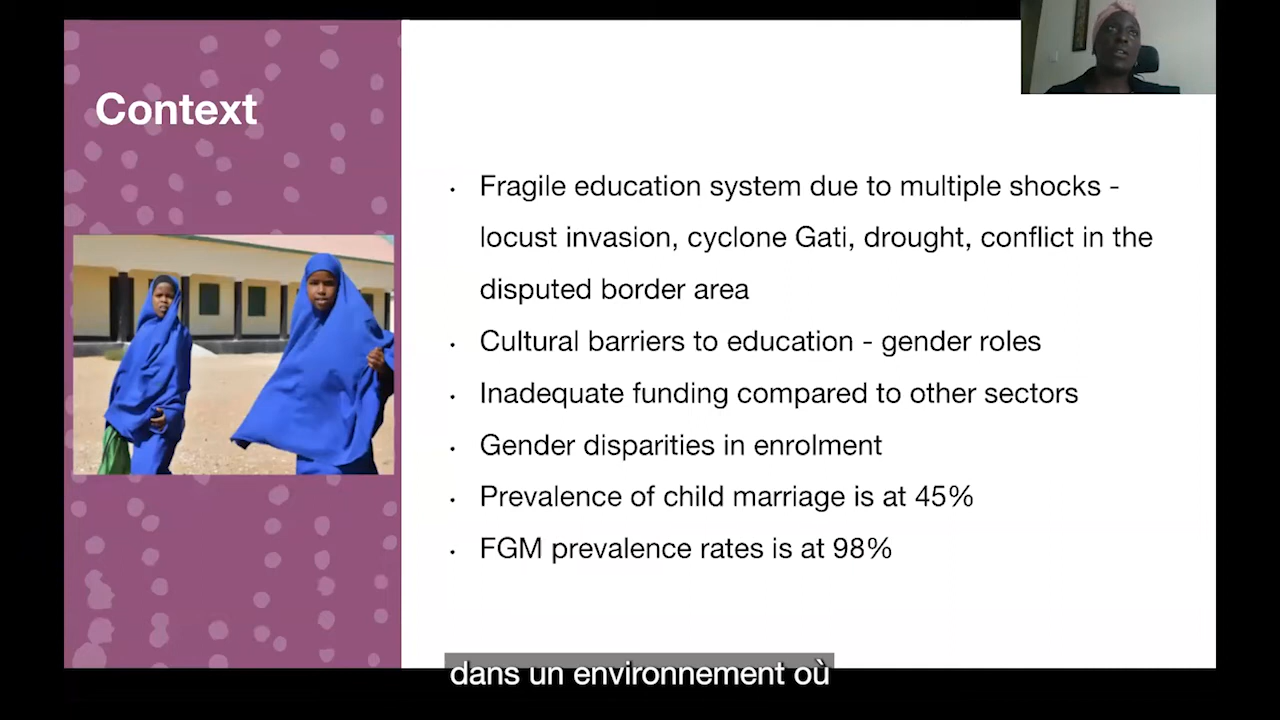 Context
• Fragile education system due to multiple shocks -
locust invasion, cyclone Gati, drought, conflict in the
disputed border area
• Cultural barriers to education - gender roles
• Inadequate funding compared to other sectors
• Gender disparities in enrolment
• Prevalence of child marriage is at 45%
• FGM prevalence rates is at 98%
dans un environnement où